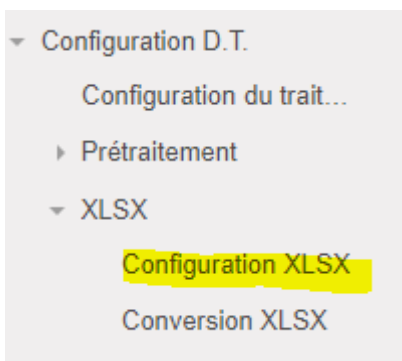 Configuration D.T.
Configuration du trait...
Prétraitement
XLSX
Configuration XLSX
Conversion XLSX